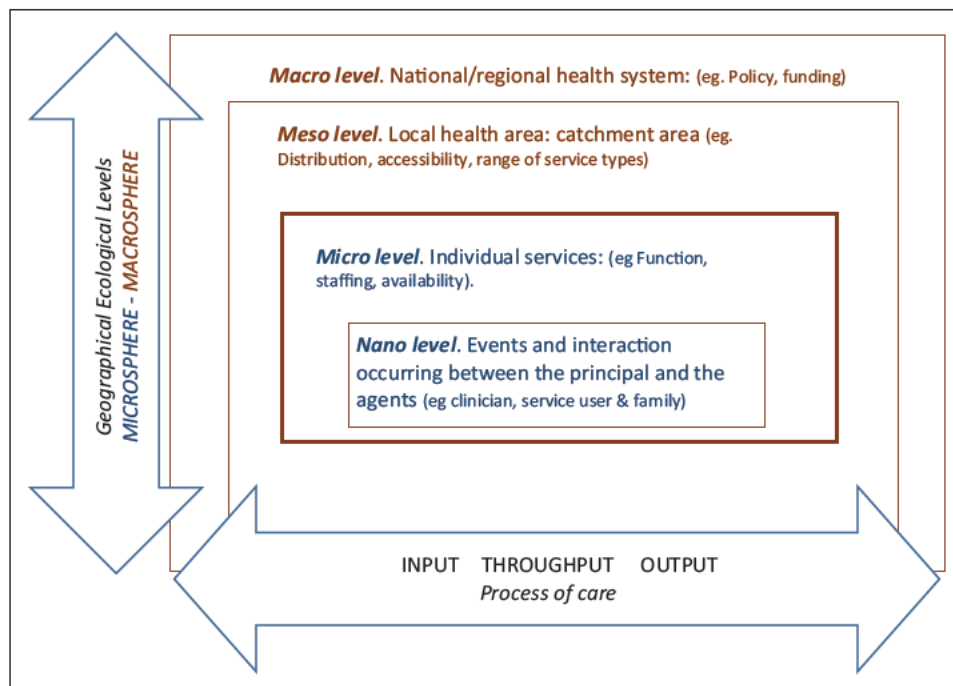 Macro level. National/regional health system: (eg. Policy, funding)
Meso level. Local health area: catchment area (eg.
Distribution, accessibility, range of service types)
Geographical Ecological Levels
MICROSPHERE - MACROSPHERE
Micro level. Individual services: (eg Function,
staffing, availability).
Nano level. Events and interaction
occurring between the principal and the
agents (eg clinician, service user & family)
INPUT THROUGHPUT OUTPUT
Process of care